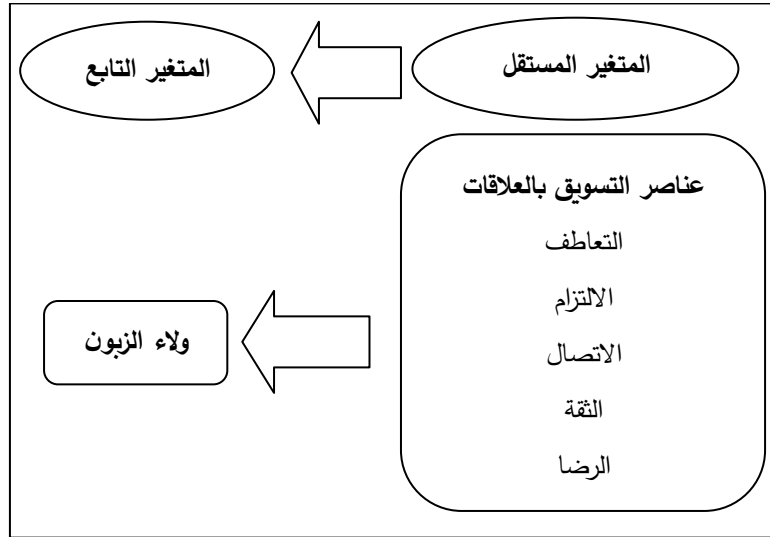 المتغير المستقل
المتغير التابع
عناصر التسويق بالعلاقات
التعاطف
الالتزام
الاتصال
الثقة
الرضا
ولاء الزبون